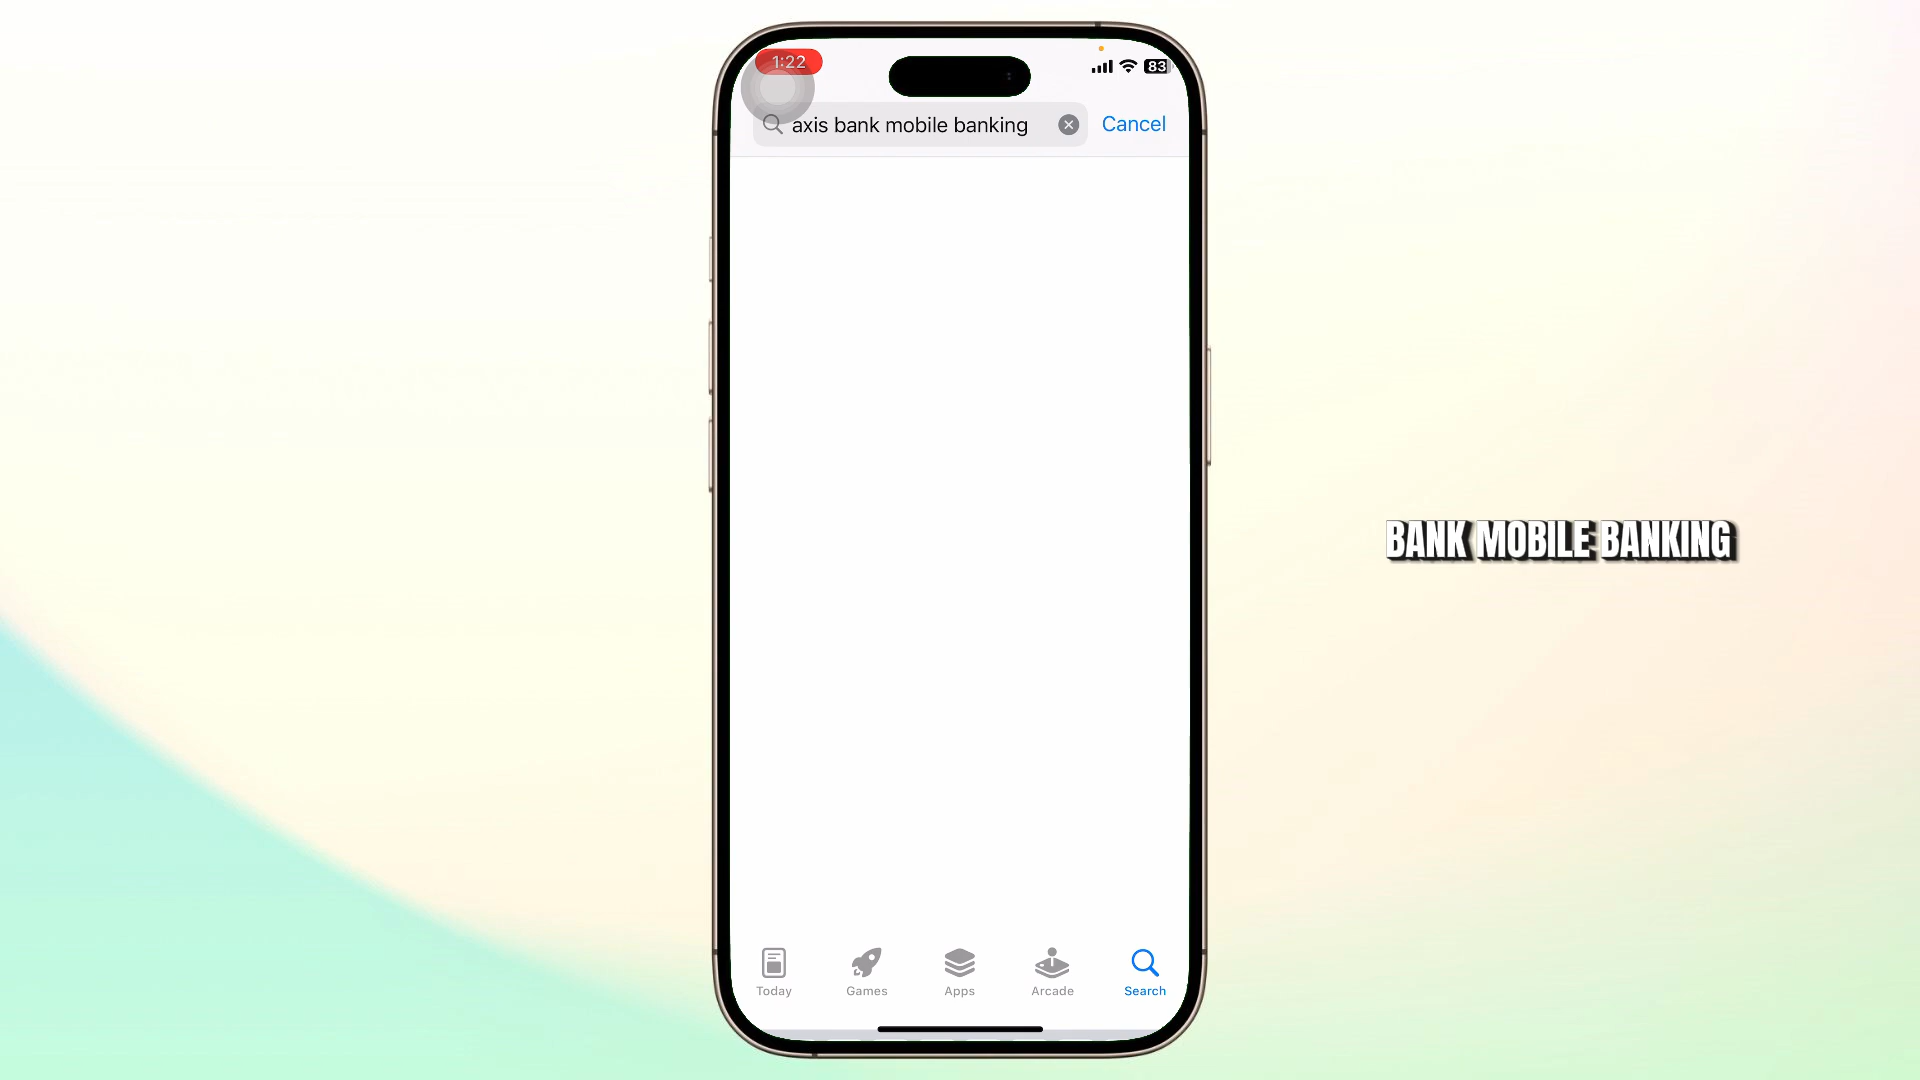 1:22
83
axis bank mobile banking
Cancel
BANK MOBILE BANKING
Today
Games
Apps
Arcade
Search